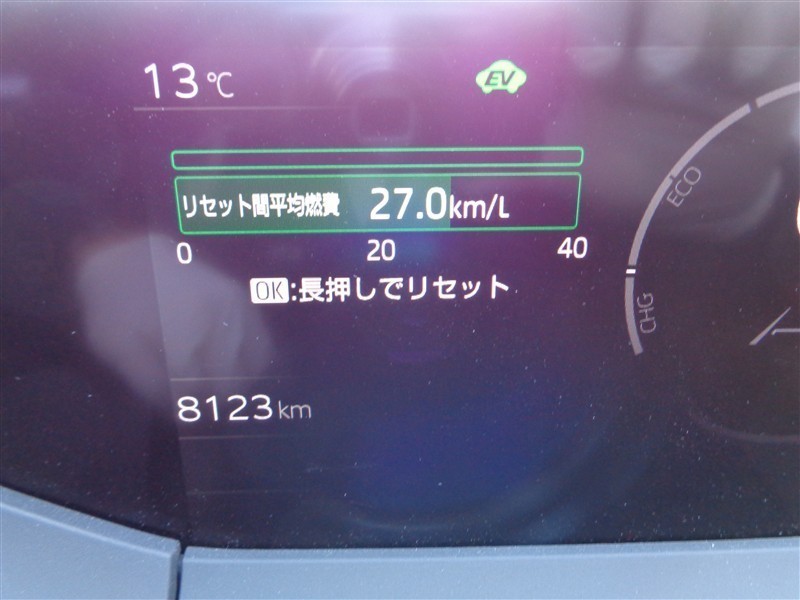 13℃
EV
リセット間平均燃費 27.0km/L
0 20 40
OK:長押しでリセット
ECO
CHG
8123km